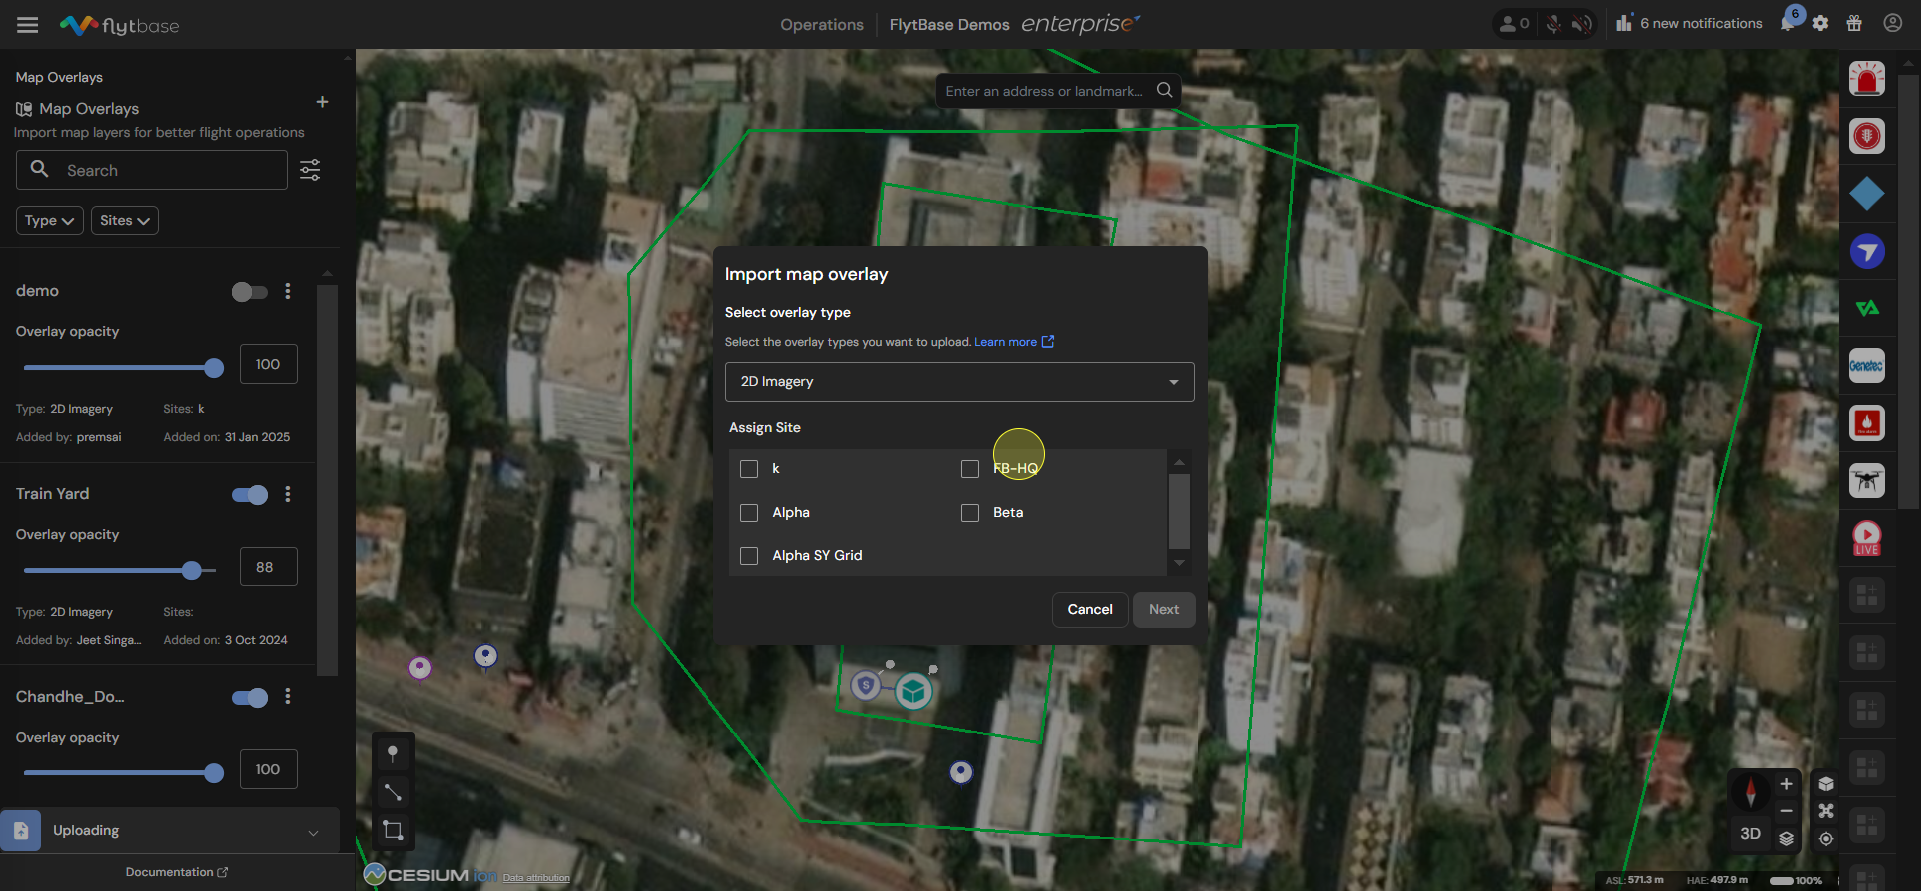 flytbase
Operations
FlytBase Demos enterprise
0
6 new notifications
6
Map Overlays
Map Overlays
Import map layers for better flight operations
Search
Type
Sites
demo
Overlay opacity
100
Type: 2D Imagery
Sites: k
Added by: premsai
Added on: 31 Jan 2025
Train Yard
Overlay opacity
88
Type: 2D Imagery
Sites:
Added by: Jeet Singa...
Added on: 3 Oct 2024
Chandhe_Do...
Overlay opacity
100
Uploading
Documentation
Enter an address or landmark...
Import map overlay
Select overlay type
Select the overlay types you want to upload. Learn more
2D Imagery
Assign Site
k
FB-HQ
Alpha
Beta
Alpha SY Grid
Cancel
Next
S
CESIUM ion
Data attribution
3D
ASL: 571.3 m
HAE: 497.9 m
100%
Genetec
LIVE